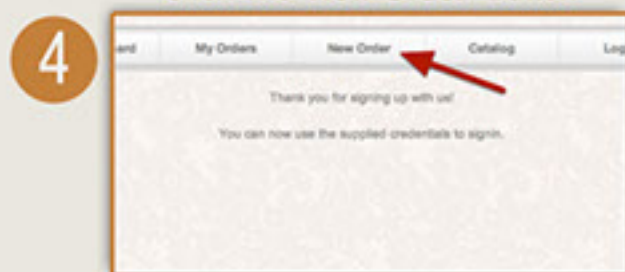 4
ard My Orders New Order Catalog Log
Thank you for signing up with us!
You can now use the supplied credentials to signin.